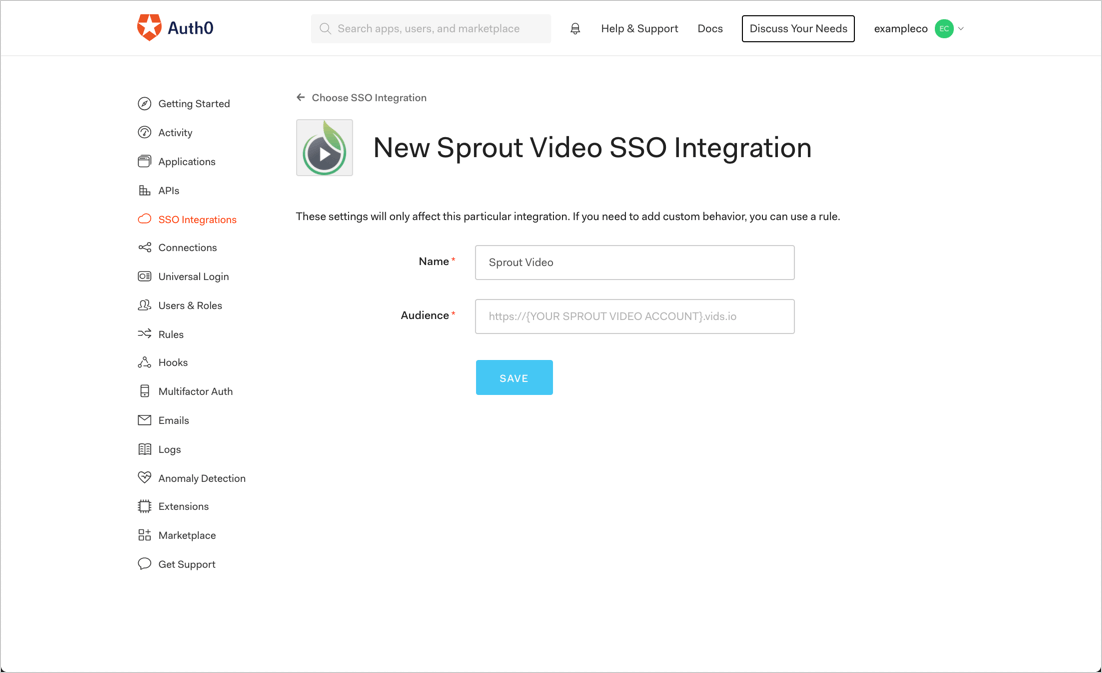 Auth0
Search apps, users, and marketplace
Help & Support
Docs
Discuss Your Needs
exampleco
EC
Getting Started
Activity
Applications
APIs
SSO Integrations
Connections
Universal Login
Users & Roles
Rules
Hooks
Multifactor Auth
Emails
Logs
Anomaly Detection
Extensions
Marketplace
Get Support
Choose SSO Integration
New Sprout Video SSO Integration
These settings will only affect this particular integration. If you need to add custom behavior, you can use a rule.
Name *
Sprout Video
Audience *
https://{YOUR SPROUT VIDEO ACCOUNT}.vids.io
SAVE